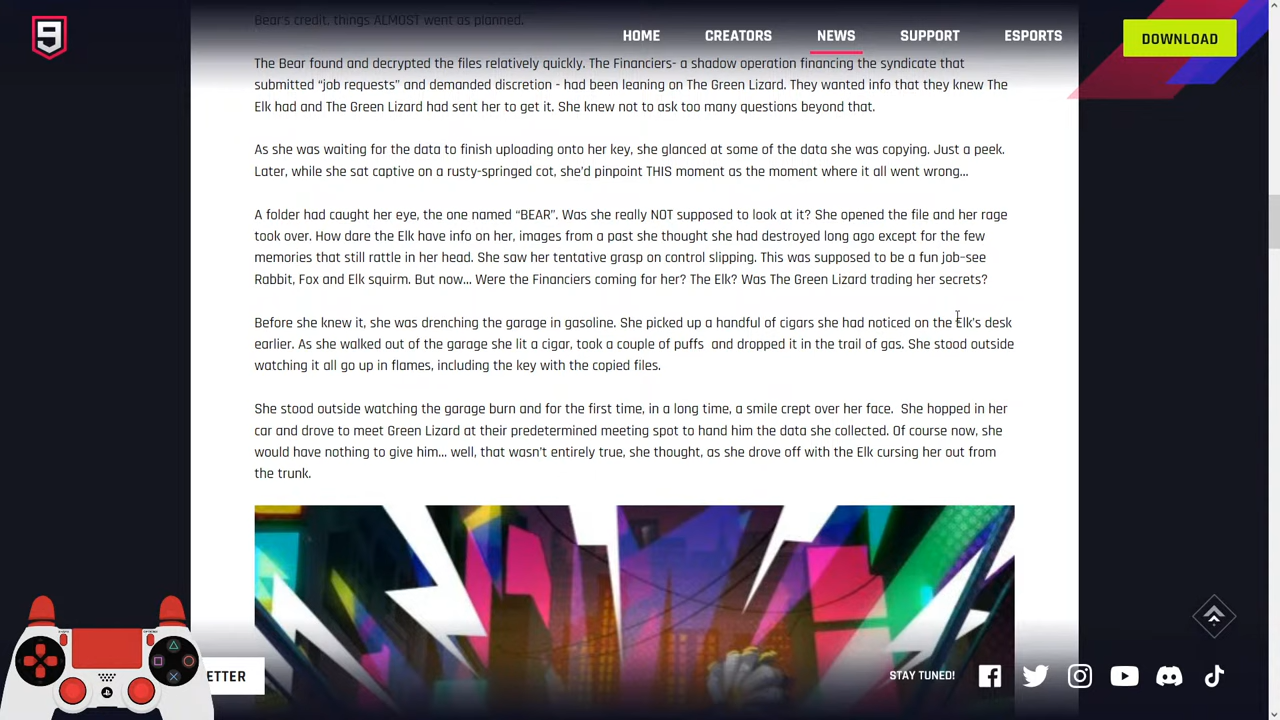 Bear's credit, things ALMOST went as planned.
HOME
CREATORS
NEWS
SUPPORT
ESPORTS
DOWNLOAD
The Bear found and decrypted the files relatively quickly. The Financiers- a shadow operation financing the syndicate that
submitted “job requests” and demanded discretion - had been leaning on The Green Lizard. They wanted info that they knew The
Elk had and The Gren Lizard had sent her to get it. She knew not to ask too many questions beyond that.
As she was waiting for the data to finish uploading onto her key, she glanced at some of the data she was copying. Just a peek.
Later, while she sat captive on a rusty-springed cot, she'd pinpoint THIS moment as the moment where it all went wrong…
A folder had caught her eye, the one named “BEAR”. Was she really NOT supposed to look at it? She opened the file and her rage
took over. How dare the Elk have info on her, images from a past she thought she had destroyed long ago except for the few
memories that still rattle in her head. She saw her tentative grasp on control slipping. This was supposed to be a fun job–see
Rabbit, Fox and Elk squirm. But now… Were the Financiers coming for her? The Elk? Was The Green Lizard trading her secrets?
Before she knew it, she was drenching the garage in gasoline. She picked up a handful of cigars she had noticed on the Elk's desk
earlier. As she walked out of the garage she lit a cigar, took a couple of puffs  and dropped it in the trail of gas. She stood outside
watching it all go up in flames, including the key with the copied files.
She stood outside watching the garage burn and for the first time, in a long time, a smile crept over her face.  She hopped in her
car and drove to meet Green Lizard at their predetermined meeting spot to hand him the data she collected. Of course now, she
would have nothing to give him… well, that wasn't entirely true, she thought, as she drove off with the Elk cursing her out from
the trunk.
ETTER
STAY TUNED!